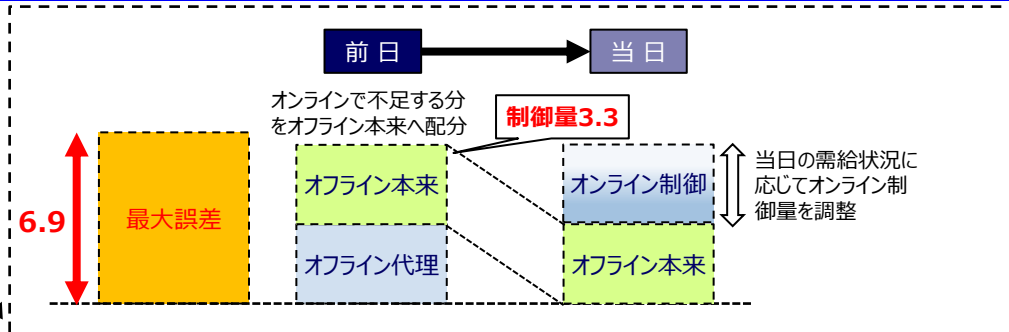 前 日
当 日
オンラインで不足する分
をオフライン本来へ配分
制御量3.3
6.9
最大誤差
オフライン本来
オフライン代理
オンライン制御
オフライン本来
当日の需給状況に
応じてオンライン制
御量を調整